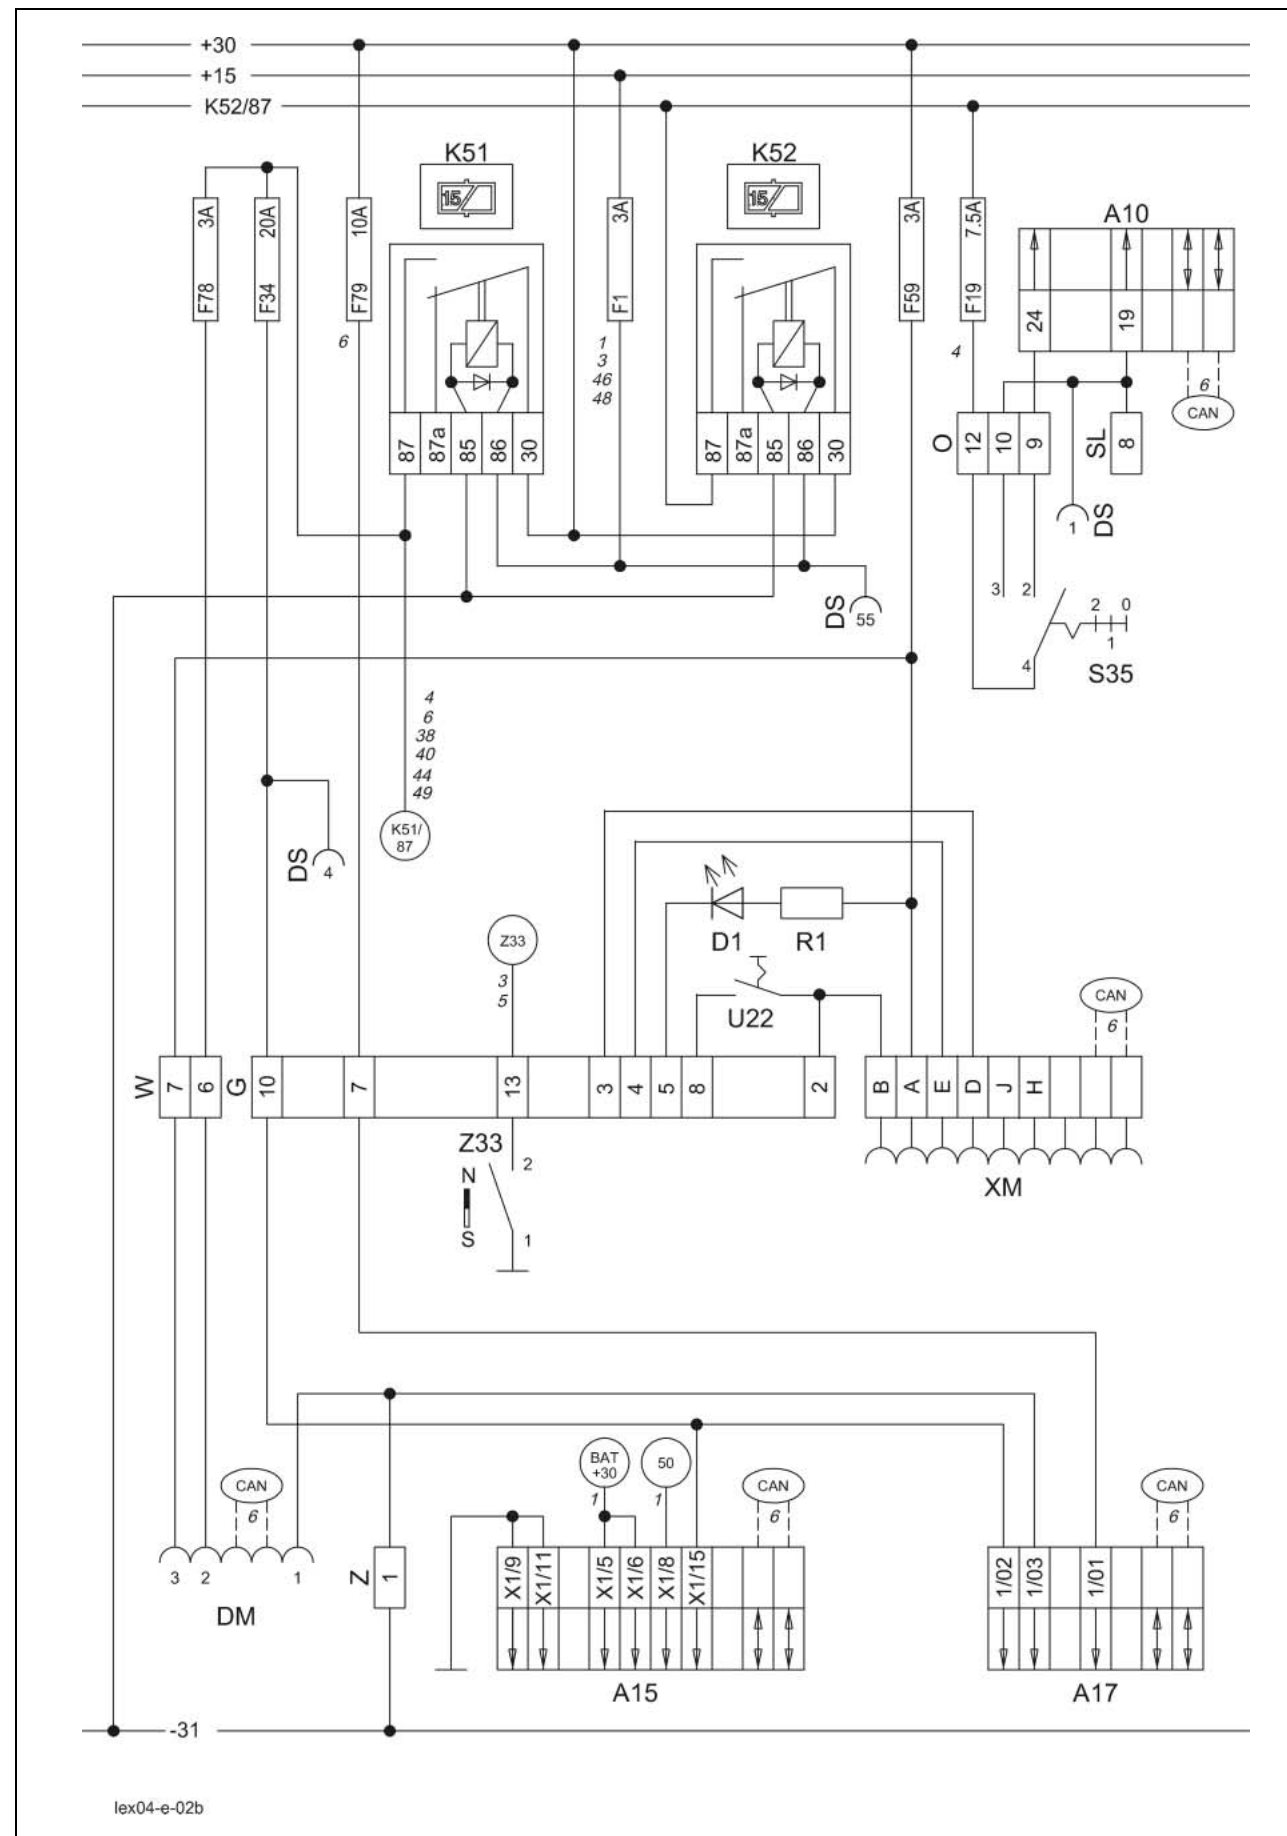 +30
+15
K52/87
K51
K52
15
15
A10
3A
F78
20A
F34
10A
F79
3A
F1
3A
F59
7.5A
F19
24
19
6
1
3
46
48
4
6
CAN
87
87a
85
86
30
87
87a
85
86
30
O
12
10
9
SL
8
1
DS
DS
55
3
2
2
0
1
4
S35
4
6
38
40
44
49
K51/
87
DS
4
Z33
3
5
D1
R1
U22
CAN
6
W
7
6
G
10
7
13
3
4
5
8
2
B
A
E
D
J
H
Z33
2
N
S
1
XM
CAN
6
BAT
+30
1
50
1
CAN
6
CAN
6
3
2
1
DM
Z
1
X1/9
X1/11
X1/5
X1/6
X1/8
X1/15
A15
1/02
1/03
1/01
A17
-31
lex04-e-02b